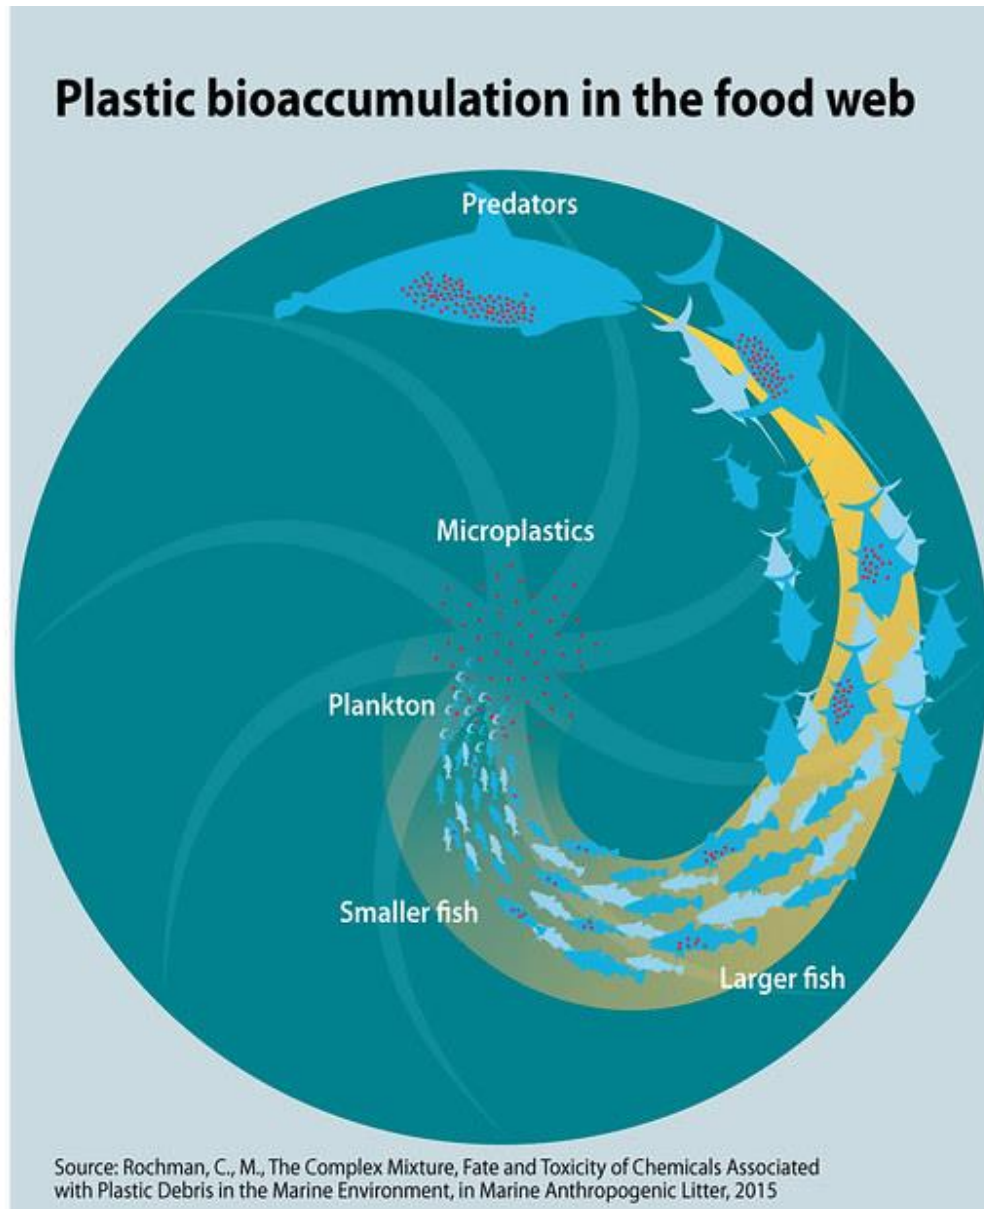 Plastic bioaccumulation in the food web
Predators
Microplastics
Plankton
Smaller fish
Larger fish
Source: Rochman, C., M., The Complex Mixture, Fate and Toxicity of Chemicals Associated
with Plastic Debris in the Marine Environment, in Marine Anthropogenic Litter, 2015